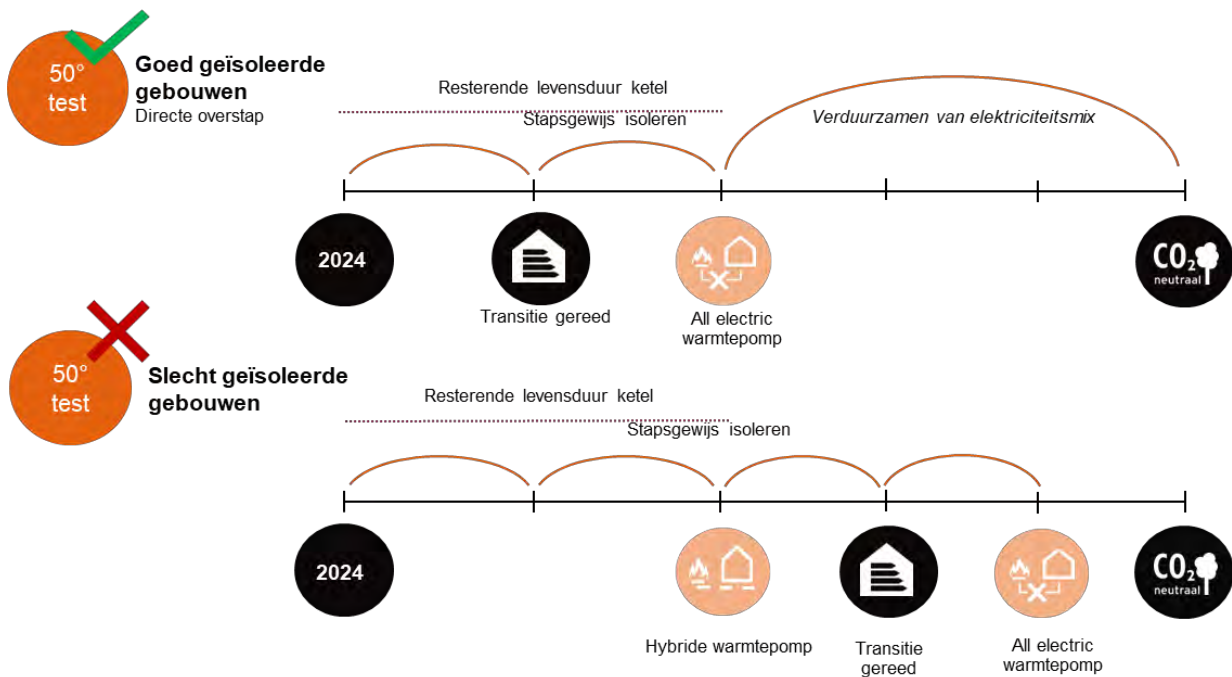 50°
test
Goed geïsoleerde
gebouwen
Directe overstap
Resterende levensduur ketel
Stapsgewijs isoleren
Verduurzamen van elektriciteitsmix
2024
Transitie gereed
All electric
warmtepomp
CO₂
neutraal
50°
test
Slecht geïsoleerde
gebouwen
Resterende levensduur ketel
Stapsgewijs isoleren
2024
Hybride warmtepomp
Transitie
gereed
All electric
warmtepomp
CO₂
neutraal